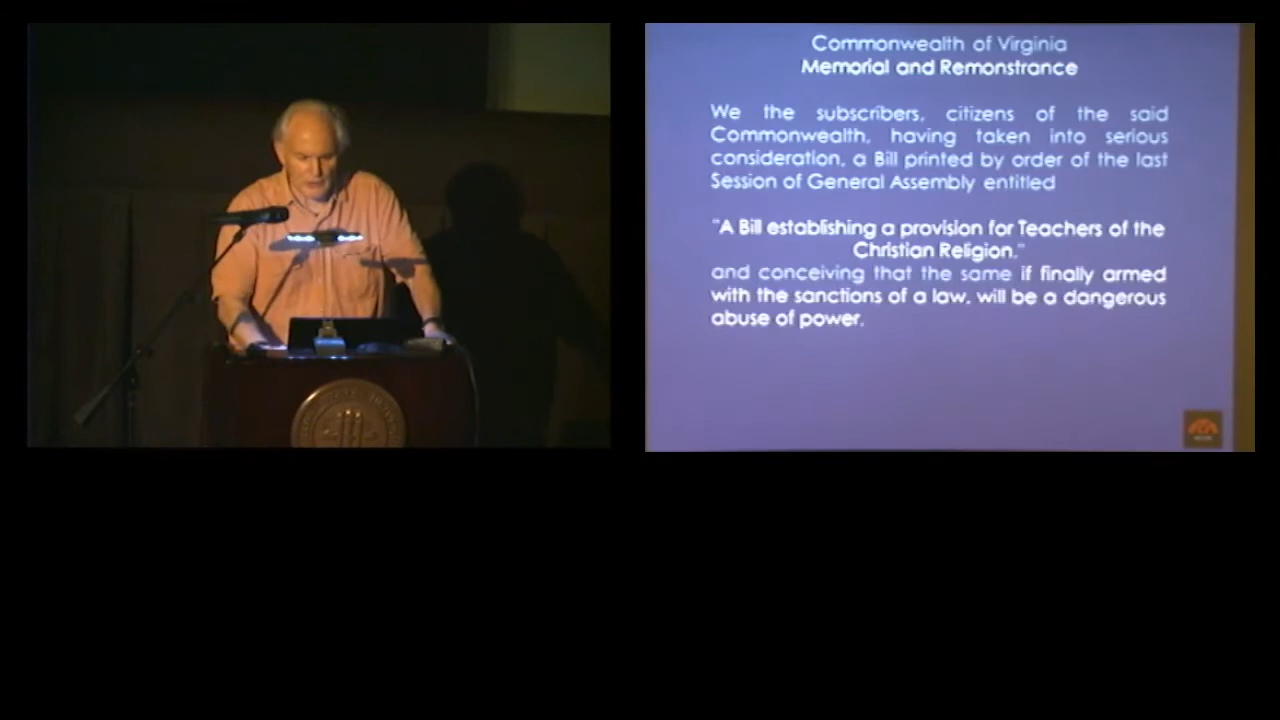 Commonwealth of Virginia
Memorial and Remonstrance
We the subscribers, citizens of the said
Commonwealth, having taken into serious
consideration, a Bill printed by order of the last
Session of General Assembly entitled
"A Bill establishing a provision for Teachers of the
Christian Religion."
and conceiving that the same if finally armed
with the sanctions of a law, will be a dangerous
abuse of power.